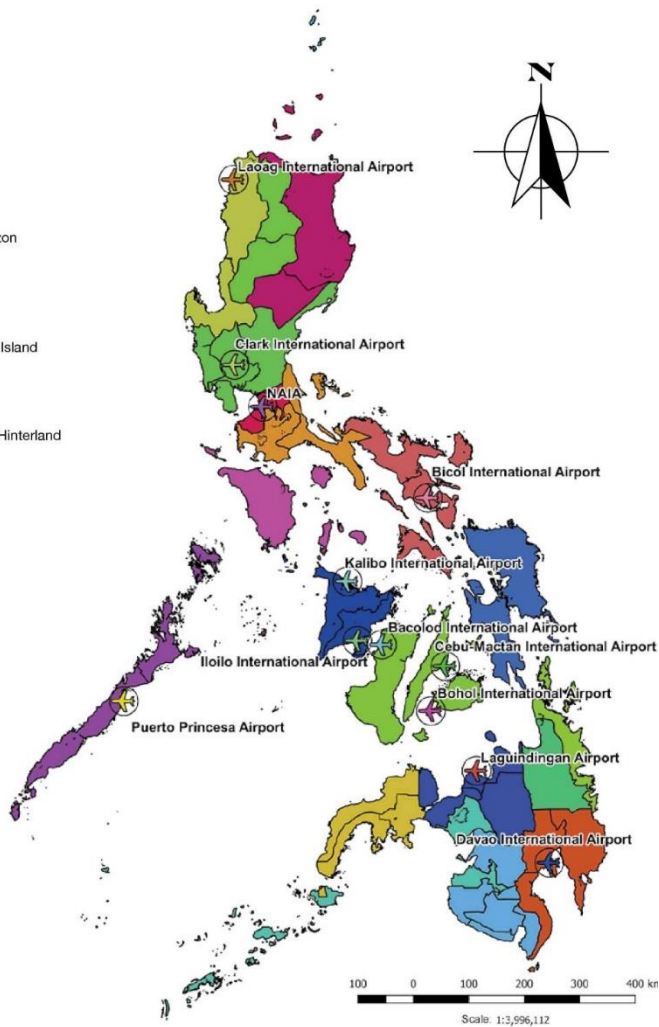 N
Laoag International Airport
on
Island
Clark International Airport
NAIA
Hinterland
Bicol International Airport
Kalibo International Airport
Bacolod International Airport
Cebu-Mactan International Airport
Iloilo International Airport
Bohol International Airport
Puerto Princesa Airport
Laguindingan Airport
Davao International Airport
100 0 100 200 300 400 km
Scale: 1:3,996,112